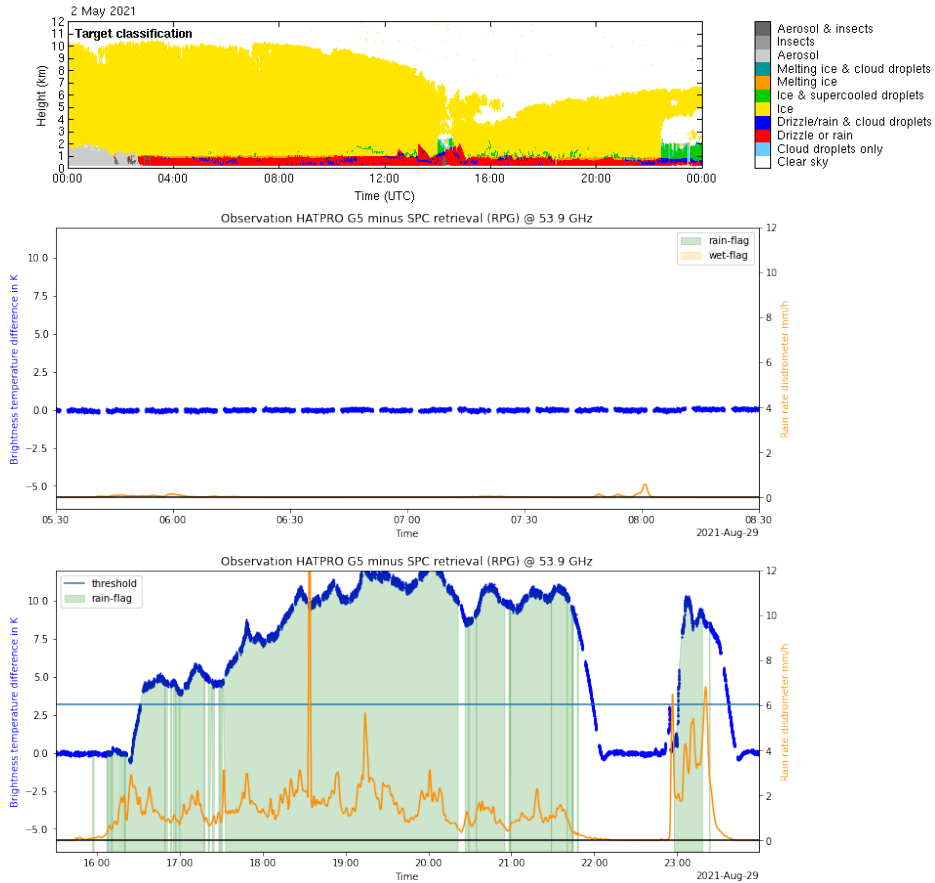 2 May 2021
Target classification
12
11
10
9
8
7
6
5
4
3
2
1
0
Height (km)
00:00 04:00 08:00 12:00 16:00 20:00 00:00
Time (UTC)
Aerosol & insects
Insects
Aerosol
Melting ice & cloud droplets
Melting ice
Ice & supercooled droplets
Ice
Drizzle/rain & cloud droplets
Drizzle or rain
Cloud droplets only
Clear sky
Observation HATPRO G5 minus SPC retrieval (RPG) @ 53.9 GHz
rain-flag
wet-flag
Brightness temperature difference in K
10.0
7.5
5.0
2.5
0.0
−2.5
−5.0
12
10
8
6
4
2
0
Rain rate disdrometer mm/h
05:30 06:00 06:30 07:00 07:30 08:00 08:30
Time
2021-Aug-29
Observation HATPRO G5 minus SPC retrieval (RPG) @ 53.9 GHz
threshold
rain-flag
Brightness temperature difference in K
10.0
7.5
5.0
2.5
0.0
−2.5
−5.0
12
10
8
6
4
2
0
Rain rate disdrometer mm/h
16:00 17:00 18:00 19:00 20:00 21:00 22:00 23:00
Time
2021-Aug-29